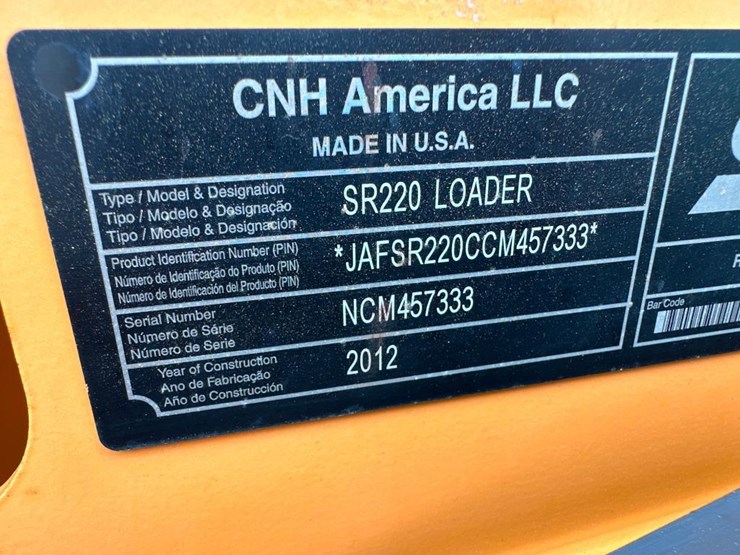 CNH America LLC
MADE IN U.S.A.
Type / Model & Designation
Tipo / Modelo & Designação
Tipo / Modelo & Designación
SR220 LOADER
Product Identification Number (PIN)
Número de Identificação do Produto (PIN)
Número de Identificación del Producto (PIN)
*JAFSR220CCM457333*
Serial Number
Número de Série
Número de Serie
NCM457333
Year of Construction
Ano de Fabricação
Año de Construcción
2012
Bar Code